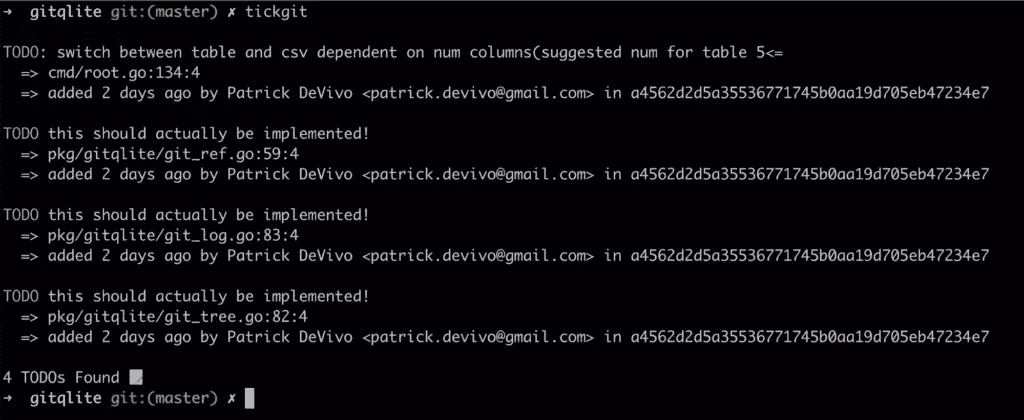 ➜ gitqlite git:(master) ✗ tickgit
TODO: switch between table and csv dependent on num columns(suggested num for table 5<=
=> cmd/root.go:134:4
=> added 2 days ago by Patrick DeVivo <patrick.devivo@gmail.com> in a4562d2d5a35536771745b0aa19d705eb47234e7
TODO this should actually be implemented!
=> pkg/gitqlite/git_ref.go:59:4
=> added 2 days ago by Patrick DeVivo <patrick.devivo@gmail.com> in a4562d2d5a35536771745b0aa19d705eb47234e7
TODO this should actually be implemented!
=> pkg/gitqlite/git_log.go:83:4
=> added 2 days ago by Patrick DeVivo <patrick.devivo@gmail.com> in a4562d2d5a35536771745b0aa19d705eb47234e7
TODO this should actually be implemented!
=> pkg/gitqlite/git_tree.go:82:4
=> added 2 days ago by Patrick DeVivo <patrick.devivo@gmail.com> in a4562d2d5a35536771745b0aa19d705eb47234e7
4 TODOs Found 📝
➜ gitqlite git:(master) ✗